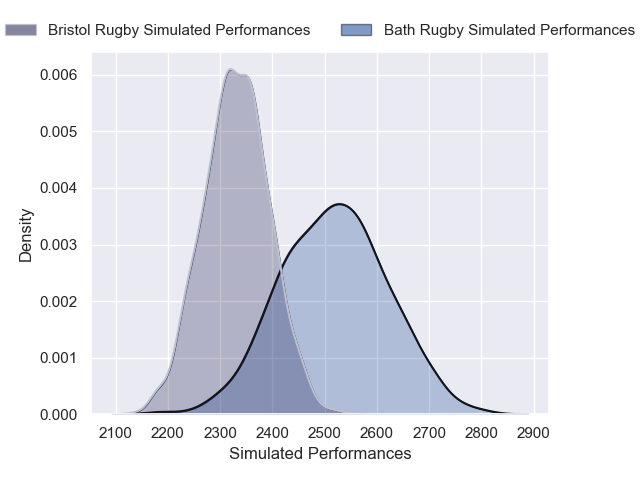 Bristol Rugby Simulated Performances Bath Rugby Simulated Performances
0.006
0.005
0.004
0.003
0.002
0.001
0.000
Density
2100 2200 2300 2400 2500 2600 2700 2800 2900
Simulated Performances